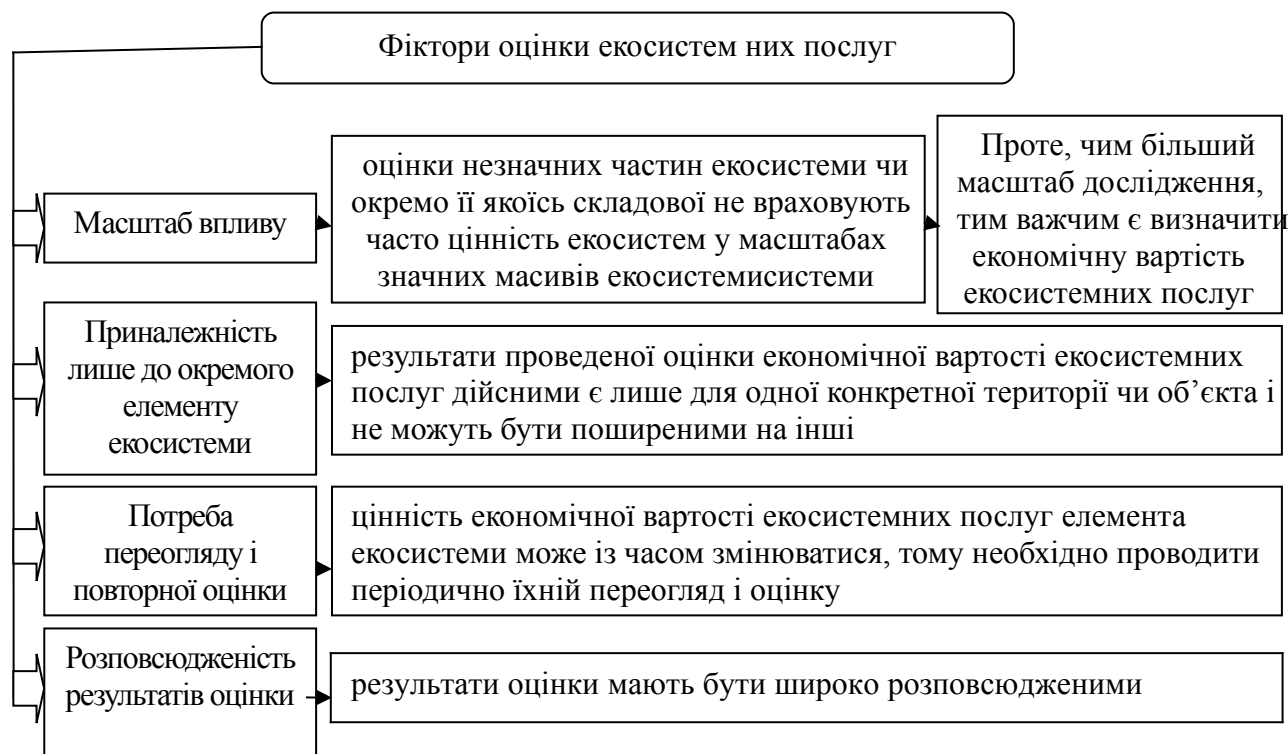 Фіктори оцінки екосистем них послуг
Масштаб впливу
оцінки незначних частин екосистеми чи
окремо її якоїсь складової не враховують
часто цінність екосистем у масштабах
значних масивів екосистемисистеми
Проте, чим більший
масштаб дослідження,
тим важчим є визначити
економічну вартість
екосистемних послуг
Приналежність
лише до окремого
елементу
екосистеми
результати проведеної оцінки економічної вартості екосистемних
послуг дійсними є лише для одної конкретної території чи об’єкта і
не можуть бути поширеними на інші
Потреба
переогляду і
повторної оцінки
цінність економічної вартості екосистемних послуг елемента
екосистеми може із часом змінюватися, тому необхідно проводити
періодично їхній переогляд і оцінку
Розповсюдженість
результатів оцінки
результати оцінки мають бути широко розповсюдженими